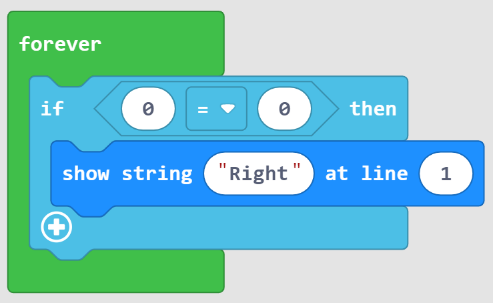 forever
if 0 = 0 then
show string "Right" at line 1